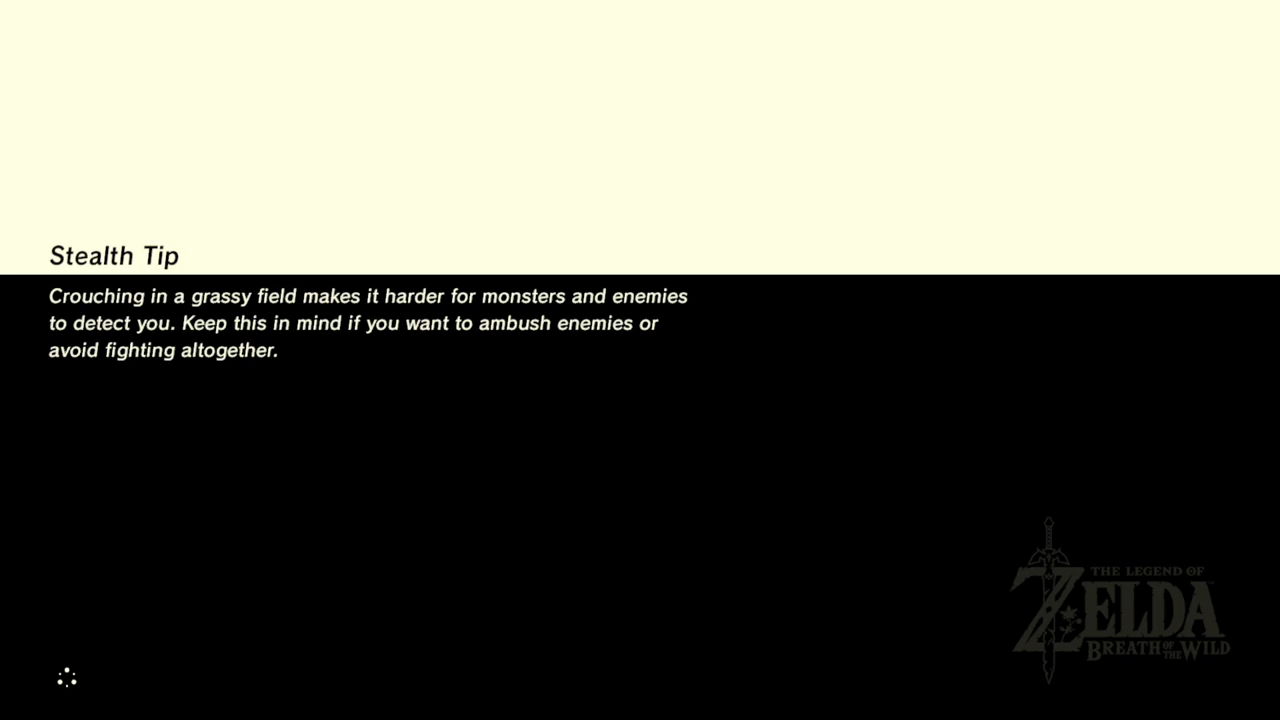 Stealth Tip
Crouching in a grassy field makes it harder for monsters and enemies
to detect you. Keep this in mind if you want to ambush enemies or
avoid fighting altogether.
THE LEGEND OF
ZELDA
BREATH OF THE WILD